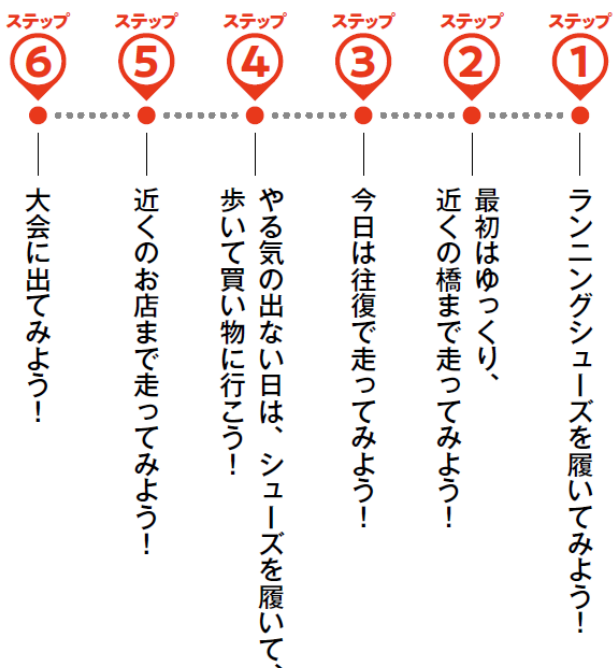 ステップ
1
ランニングシューズを履いてみよう！
ステップ
2
最初はゆっくり、
近くの橋まで走ってみよう！
ステップ
3
今日は往復で走ってみよう！
ステップ
4
やる気の出ない日は、シューズを履いて、
歩いて買い物に行こう！
ステップ
5
近くのお店まで走ってみよう！
ステップ
6
大会に出てみよう！